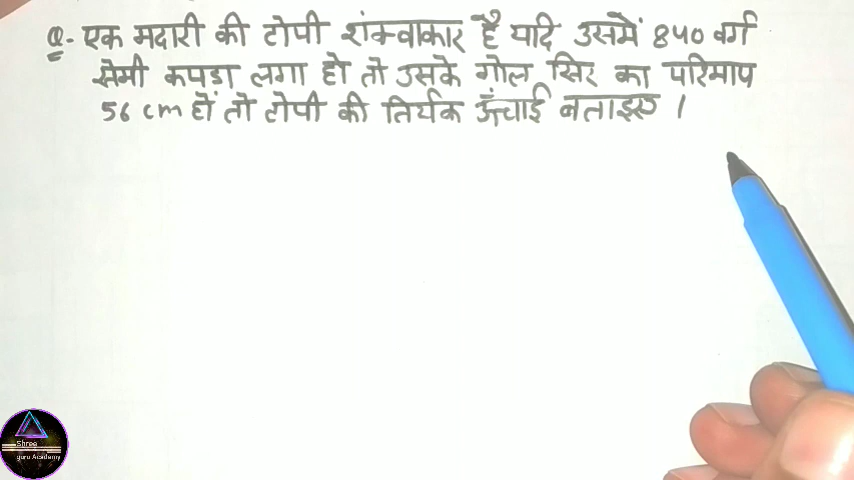 Q- एक मदारी की टोपी शंक्वाकार है यदि उसमें 840 वर्ग
सेमी कपडा लगा हो तो उसके गोल सिर का परिमाप
56 cm हों तो टोपी की तिर्यक ऊँचाई बताइए ।
Shree
guru Academy